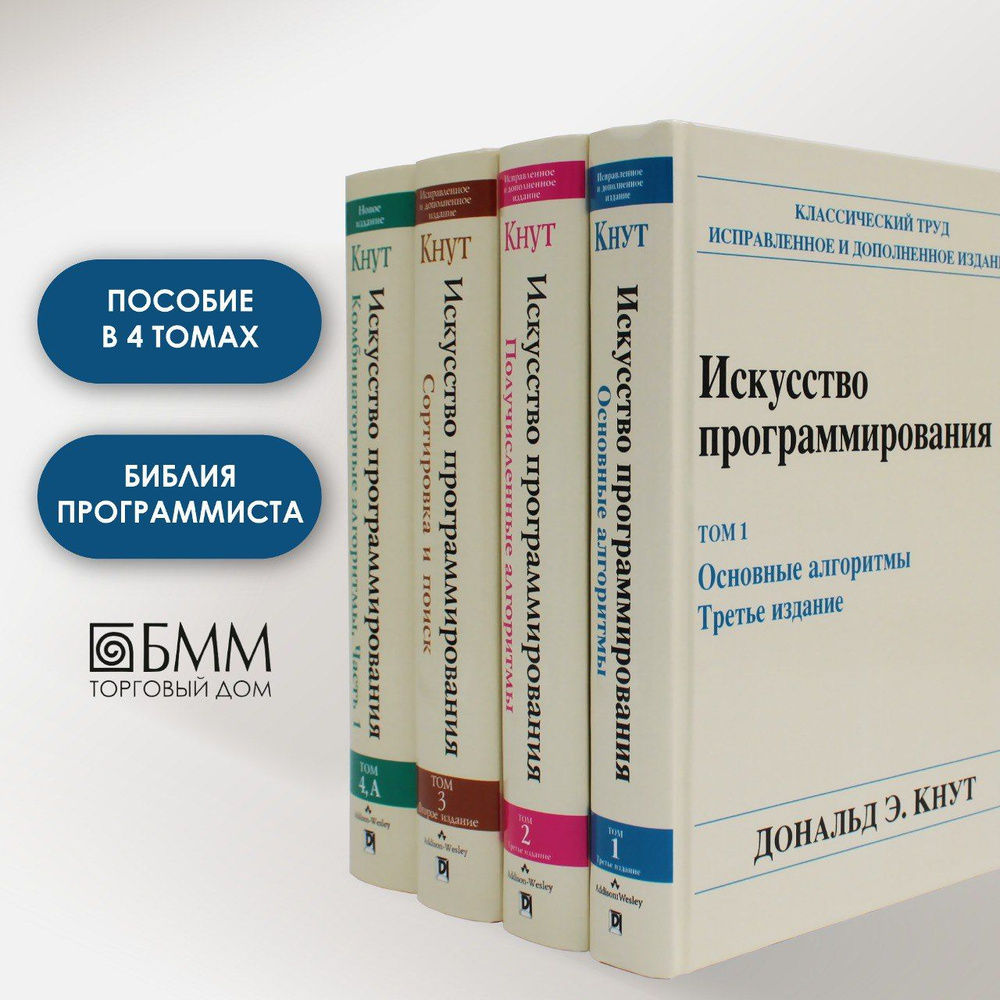 ПОСОБИЕ
В 4 ТОМАХ
БИБЛИЯ
ПРОГРАММИСТА
БММ
ТОРГОВЫЙ ДОМ
Новое
издание
КНУТ
Искусство программирования
Комбинаторные алгоритмы. Часть 1
ТОМ
4,А
Addison-Wesley
Исправленное
и дополненное
издание
КНУТ
Искусство программирования
Сортировка и поиск
ТОМ
3
Второе издание
Addison-Wesley
Исправленное
и дополненное
издание
КНУТ
Искусство программирования
Получисленные алгоритмы
ТОМ
2
Третье издание
Addison-Wesley
Исправленное
и дополненное
издание
КНУТ
Искусство программирования
Основные алгоритмы
ТОМ
1
Третье издание
Addison-Wesley
КЛАССИЧЕСКИЙ ТРУД
ИСПРАВЛЕННОЕ И ДОПОЛНЕННОЕ ИЗДАНИ
Искусство
программирования
ТОМ 1
Основные алгоритмы
Третье издание
ДОНАЛЬД Э. КНУТ